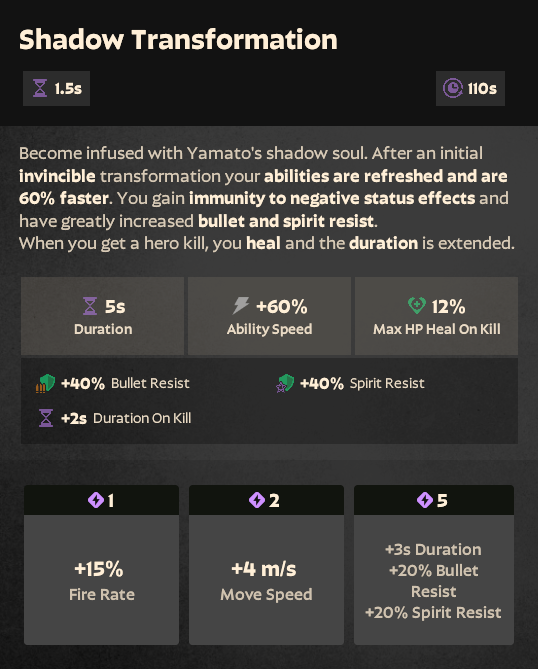 Shadow Transformation
1.5s
110s
Become infused with Yamato's shadow soul. After an initial
invincible transformation your abilities are refreshed and are
60% faster. You gain immunity to negative status effects and
have greatly increased bullet and spirit resist.
When you get a hero kill, you heal and the duration is extended.
5s
Duration
+60%
Ability Speed
12%
Max HP Heal On Kill
+40% Bullet Resist
+40% Spirit Resist
+2s Duration On Kill
1
+15%
Fire Rate
2
+4 m/s
Move Speed
5
+3s Duration
+20% Bullet
Resist
+20% Spirit Resist